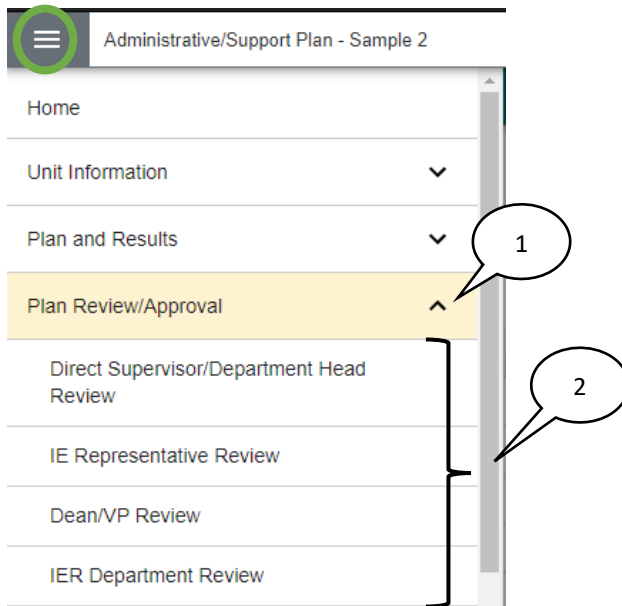 Administrative/Support Plan - Sample 2
Home
Unit Information
Plan and Results
1
Plan Review/Approval
Direct Supervisor/Department Head
Review
2
IE Representative Review
Dean/VP Review
IER Department Review